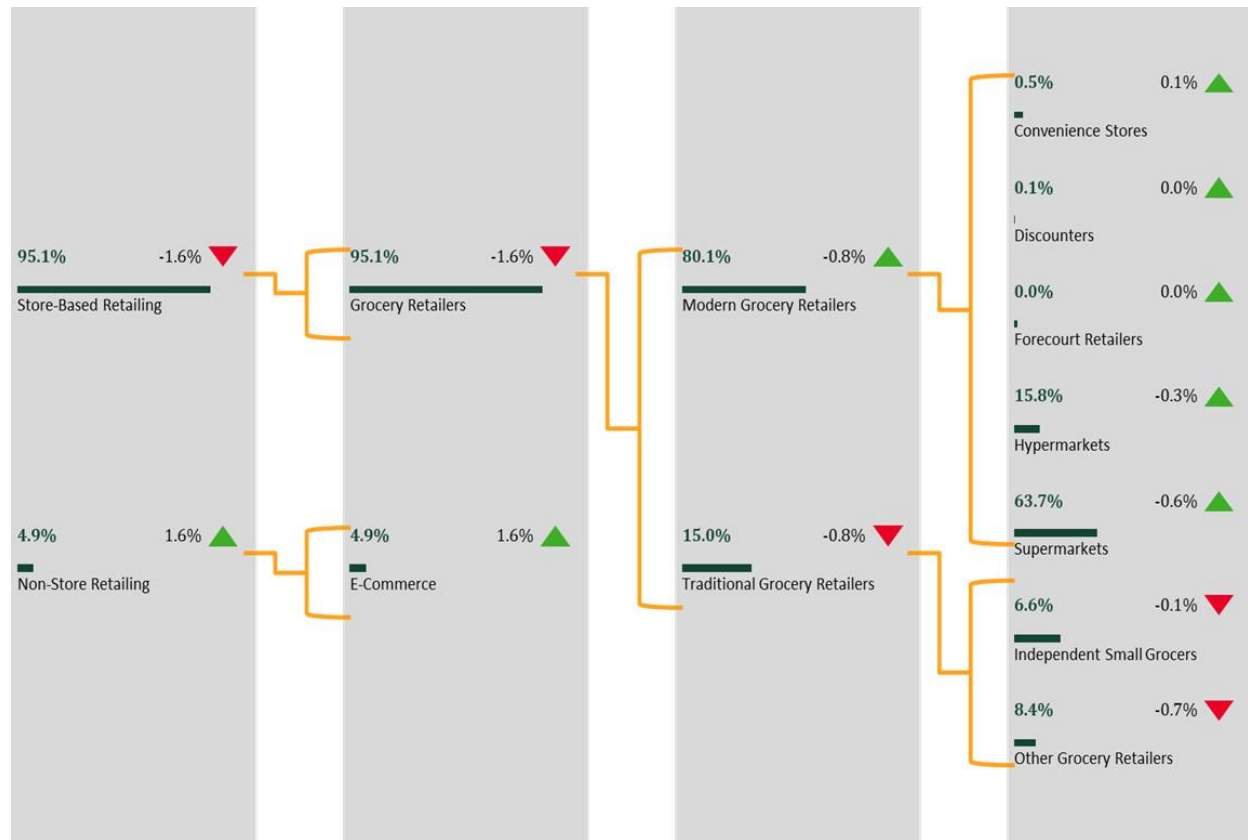 95.1% -1.6%
Store-Based Retailing
4.9% 1.6%
Non-Store Retailing
95.1% -1.6%
Grocery Retailers
4.9% 1.6%
E-Commerce
80.1% -0.8%
Modern Grocery Retailers
15.0% -0.8%
Traditional Grocery Retailers
0.5% 0.1%
Convenience Stores
0.1% 0.0%
Discounters
0.0% 0.0%
Forecourt Retailers
15.8% -0.3%
Hypermarkets
63.7% -0.6%
Supermarkets
6.6% -0.1%
Independent Small Grocers
8.4% -0.7%
Other Grocery Retailers